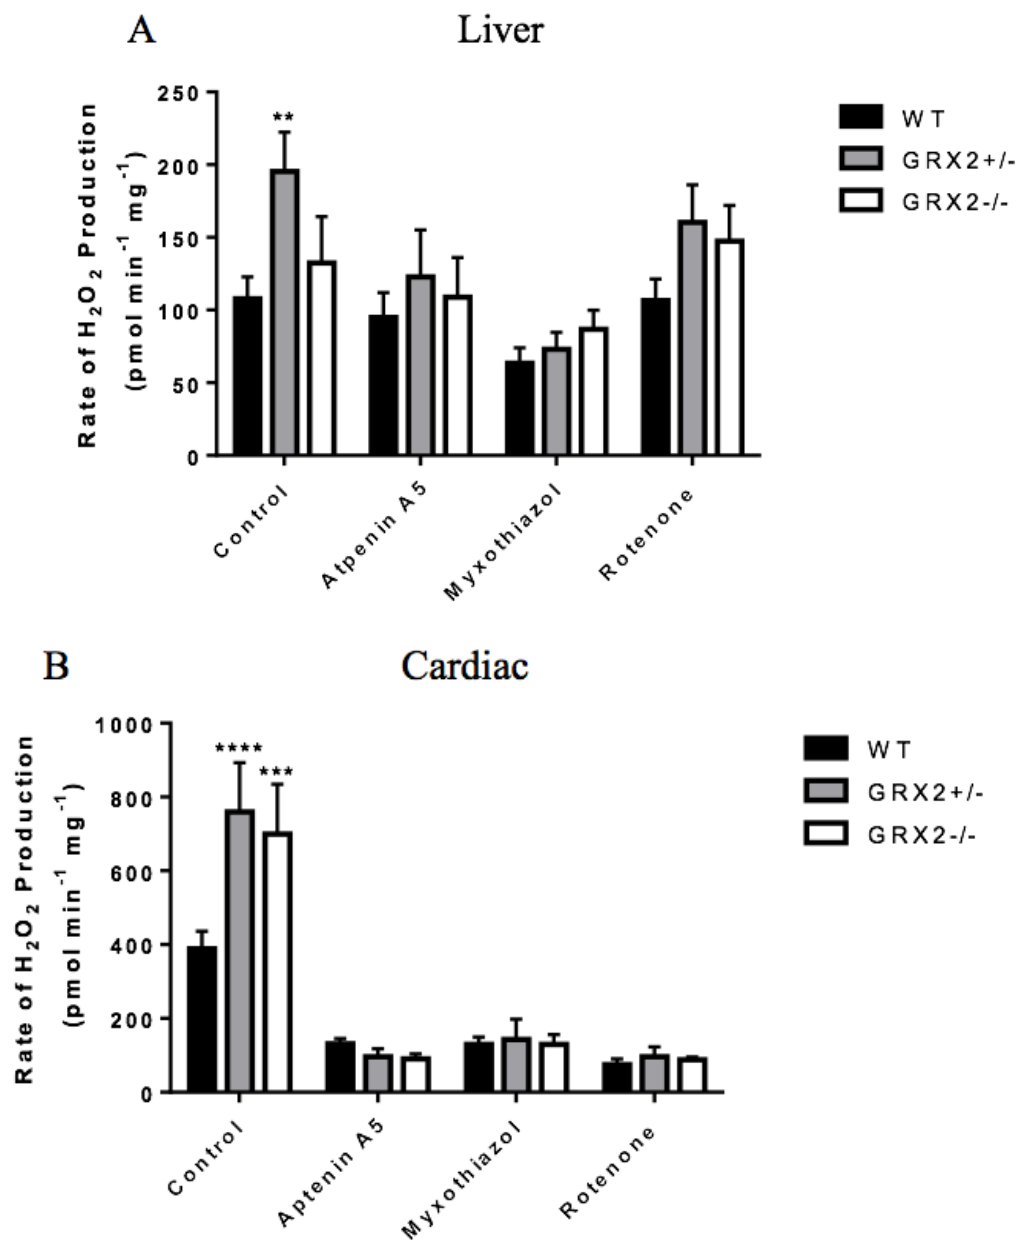 A Liver
Rate of H₂O₂ Production
(pmol min⁻¹ mg⁻¹)
250
200
150
100
50
0
**
Control
Atpenin A5
Myxothiazol
Rotenone
WT
GRX2+/-
GRX2-/-
B Cardiac
Rate of H₂O₂ Production
(pmol min⁻¹ mg⁻¹)
1000
800
600
400
200
0
****
***
Control
Aptenin A5
Myxothiazol
Rotenone
WT
GRX2+/-
GRX2-/-